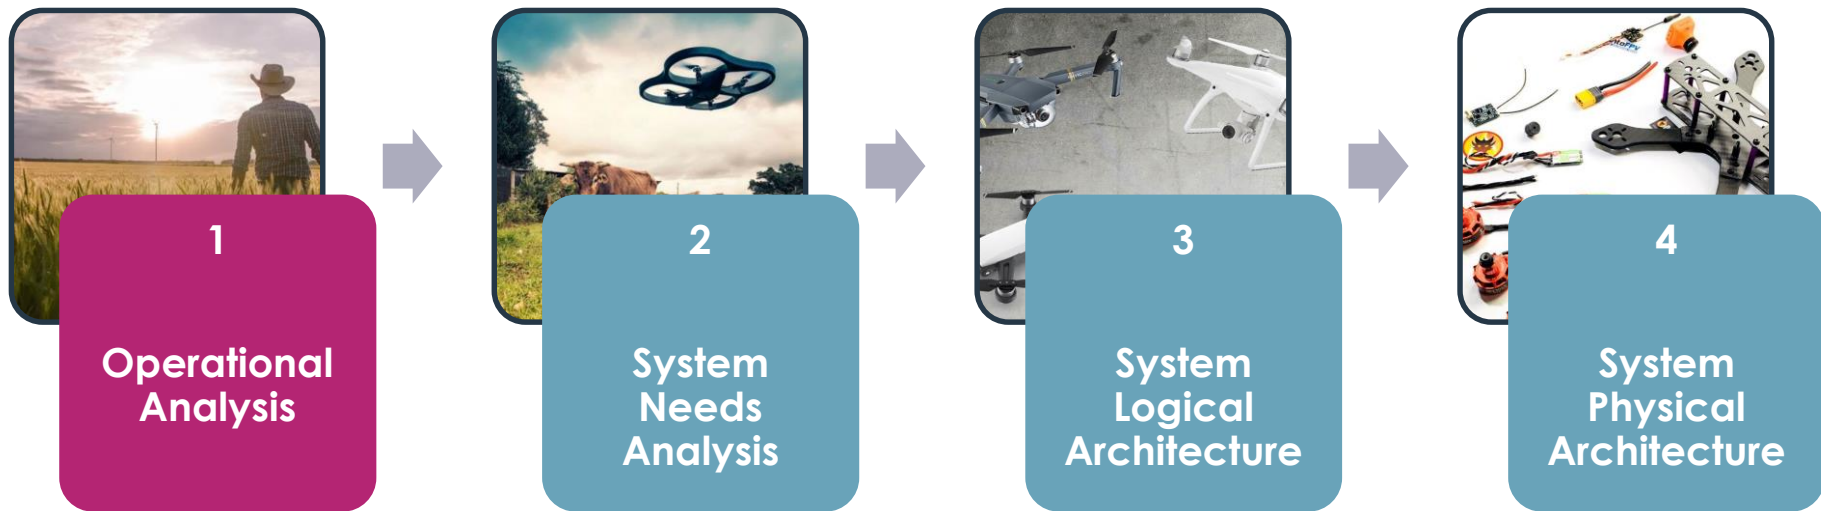 1
Operational
Analysis
2
System
Needs
Analysis
3
System
Logical
Architecture
4
System
Physical
Architecture